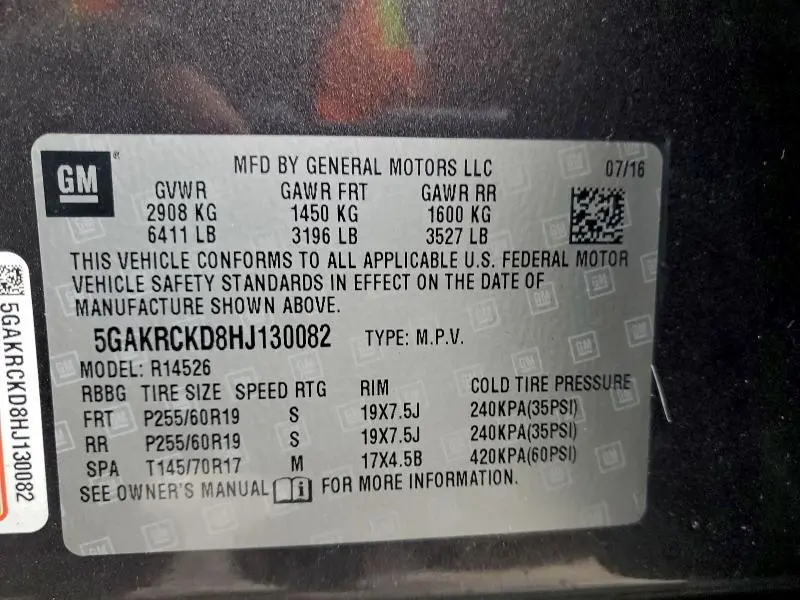 GM
MFD BY GENERAL MOTORS LLC 07/16
GVWR GAWR FRT GAWR RR
2908 KG 1450 KG 1600 KG
6411 LB 3196 LB 3527 LB
THIS VEHICLE CONFORMS TO ALL APPLICABLE U.S. FEDERAL MOTOR
VEHICLE SAFETY STANDARDS IN EFFECT ON THE DATE OF
MANUFACTURE SHOWN ABOVE.
5GAKRCKD8HJ130082 TYPE: M.P.V.
MODEL: R14526
RBBG TIRE SIZE SPEED RTG RIM COLD TIRE PRESSURE
FRT P255/60R19 S 19X7.5J 240KPA(35PSI)
RR P255/60R19 S 19X7.5J 240KPA(35PSI)
SPA T145/70R17 M 17X4.5B 420KPA(60PSI)
SEE OWNER'S MANUAL FOR MORE INFORMATION.
5GAKRCKD8HJ130082